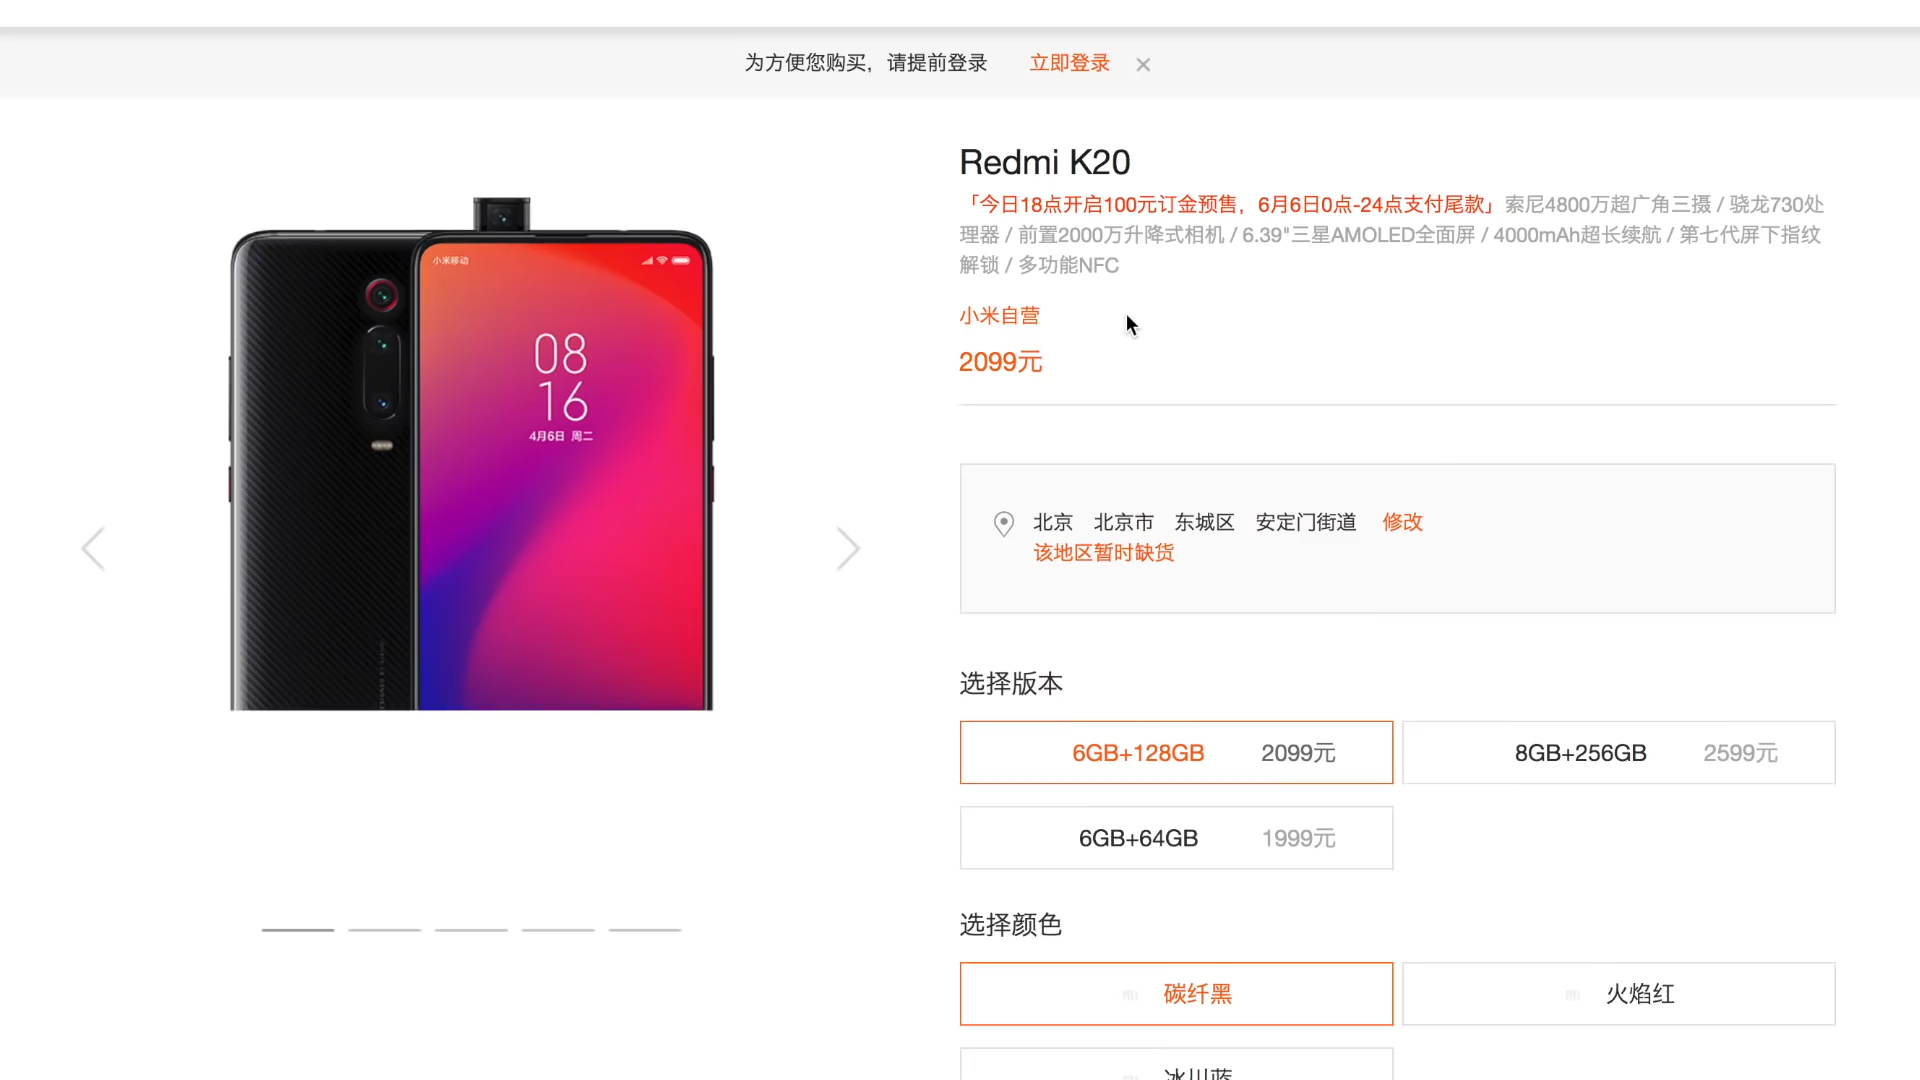 为方便您购买，请提前登录 立即登录
Redmi K20
「今日18点开启100元订金预售，6月6日0点-24点支付尾款」索尼4800万超广角三摄 / 骁龙730处
理器 / 前置2000万升降式相机 / 6.39"三星AMOLED全面屏 / 4000mAh超长续航 / 第七代屏下指纹
解锁 / 多功能NFC
小米自营
2099元
小米移动
08
16
4月6日 周二
北京 北京市 东城区 安定门街道 修改
该地区暂时缺货
选择版本
6GB+128GB 2099元
8GB+256GB 2599元
6GB+64GB 1999元
选择颜色
碳纤黑
火焰红
冰川蓝